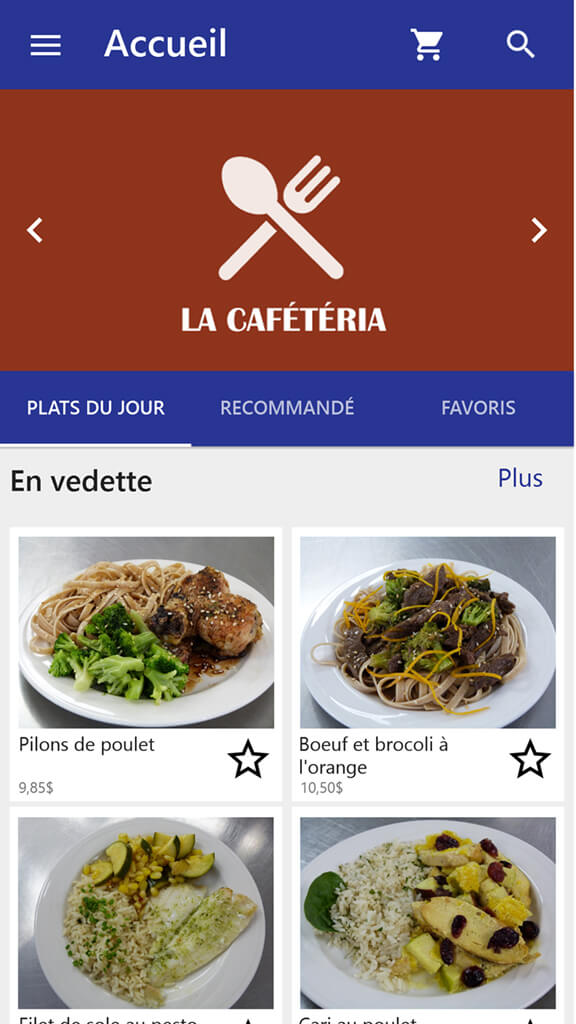 Accueil
LA CAFÉTÉRIA
PLATS DU JOUR RECOMMANDÉ FAVORIS
En vedette Plus
Pilons de poulet
9,85$
Boeuf et brocoli à
l'orange
10,50$
Filet de sole au pesto
Cari au poulet